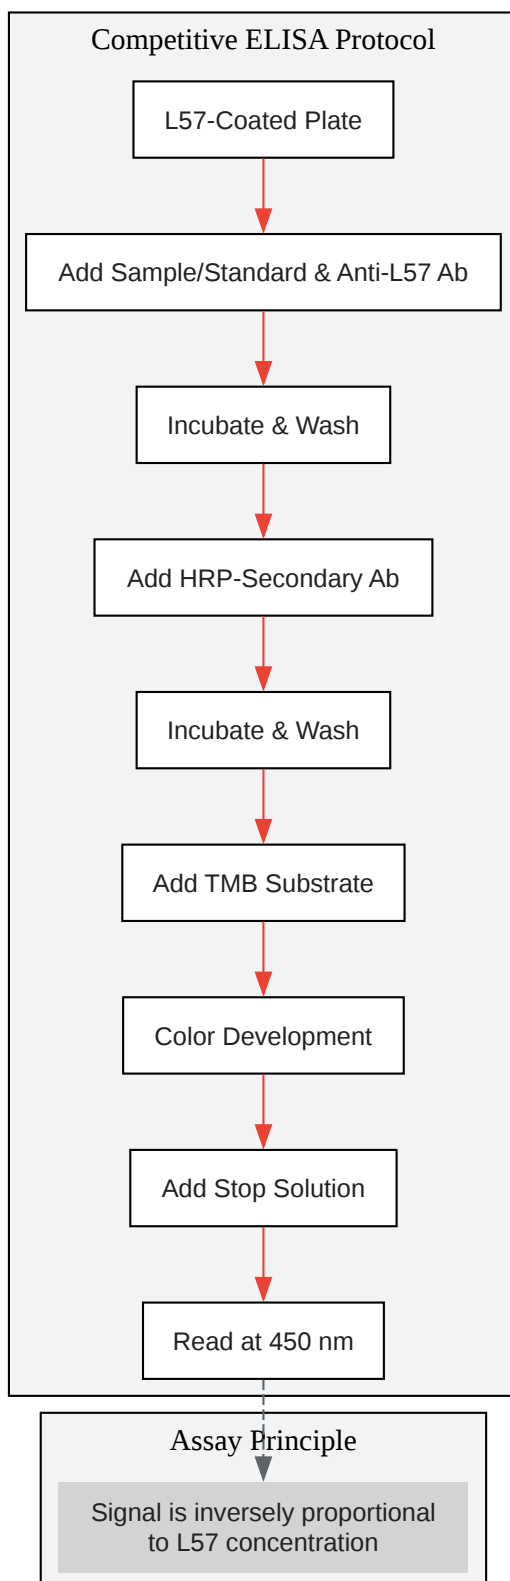 Competitive ELISA Protocol
L57-Coated Plate
Add Sample/Standard & Anti-L57 Ab
Incubate & Wash
Add HRP-Secondary Ab
Incubate & Wash
Add TMB Substrate
Color Development
Add Stop Solution
Read at 450 nm
Assay Principle
Signal is inversely proportional
to L57 concentration